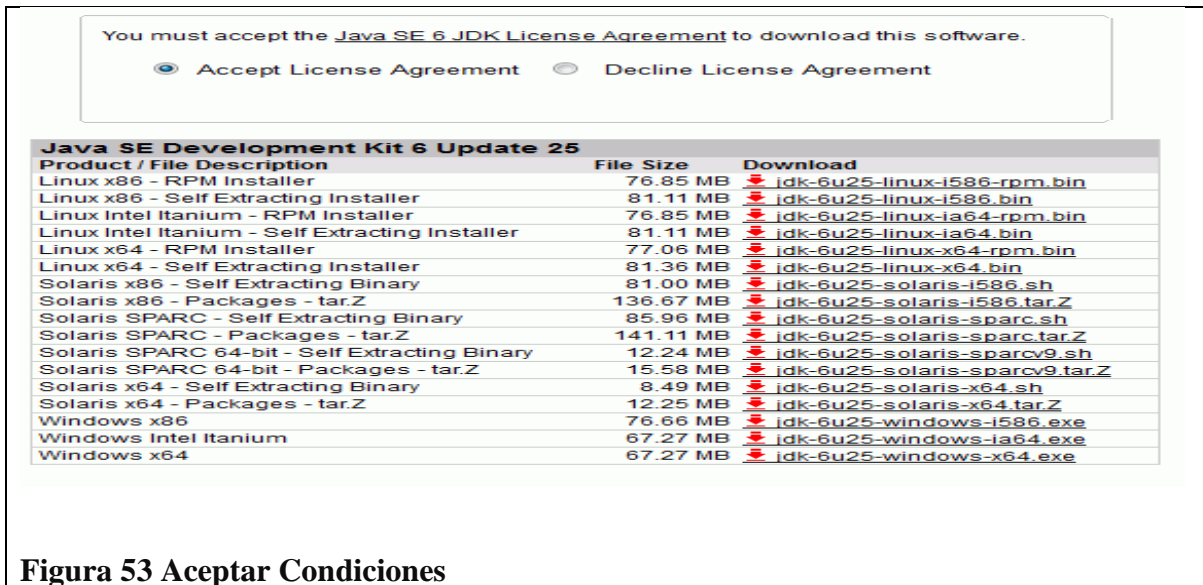 You must accept the Java SE 6 JDK License Agreement to download this software.
Accept License Agreement Decline License Agreement
Java SE Development Kit 6 Update 25
Product / File Description File Size Download
Linux x86 - RPM Installer 76.85 MB jdk-6u25-linux-i586-rpm.bin
Linux x86 - Self Extracting Installer 81.11 MB jdk-6u25-linux-i586.bin
Linux Intel Itanium - RPM Installer 76.85 MB jdk-6u25-linux-ia64-rpm.bin
Linux Intel Itanium - Self Extracting Installer 81.11 MB jdk-6u25-linux-ia64.bin
Linux x64 - RPM Installer 77.06 MB jdk-6u25-linux-x64-rpm.bin
Linux x64 - Self Extracting Installer 81.36 MB jdk-6u25-linux-x64.bin
Solaris x86 - Self Extracting Binary 81.00 MB jdk-6u25-solaris-i586.sh
Solaris x86 - Packages - tar.Z 136.67 MB jdk-6u25-solaris-i586.tar.Z
Solaris SPARC - Self Extracting Binary 85.96 MB jdk-6u25-solaris-sparc.sh
Solaris SPARC - Packages - tar.Z 141.11 MB jdk-6u25-solaris-sparc.tar.Z
Solaris SPARC 64-bit - Self Extracting Binary 12.24 MB jdk-6u25-solaris-sparcv9.sh
Solaris SPARC 64-bit - Packages - tar.Z 15.58 MB jdk-6u25-solaris-sparcv9.tar.Z
Solaris x64 - Self Extracting Binary 8.49 MB jdk-6u25-solaris-x64.sh
Solaris x64 - Packages - tar.Z 12.25 MB jdk-6u25-solaris-x64.tar.Z
Windows x86 76.66 MB jdk-6u25-windows-i586.exe
Windows Intel Itanium 67.27 MB jdk-6u25-windows-ia64.exe
Windows x64 67.27 MB jdk-6u25-windows-x64.exe
Figura 53 Aceptar Condiciones